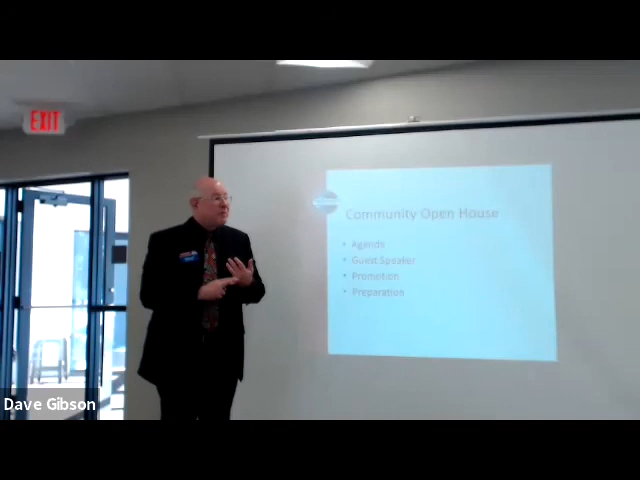 EXIT
Community Open House
• Agenda
• Guest Speaker
• Promotion
• Preparation
Dave Gibson